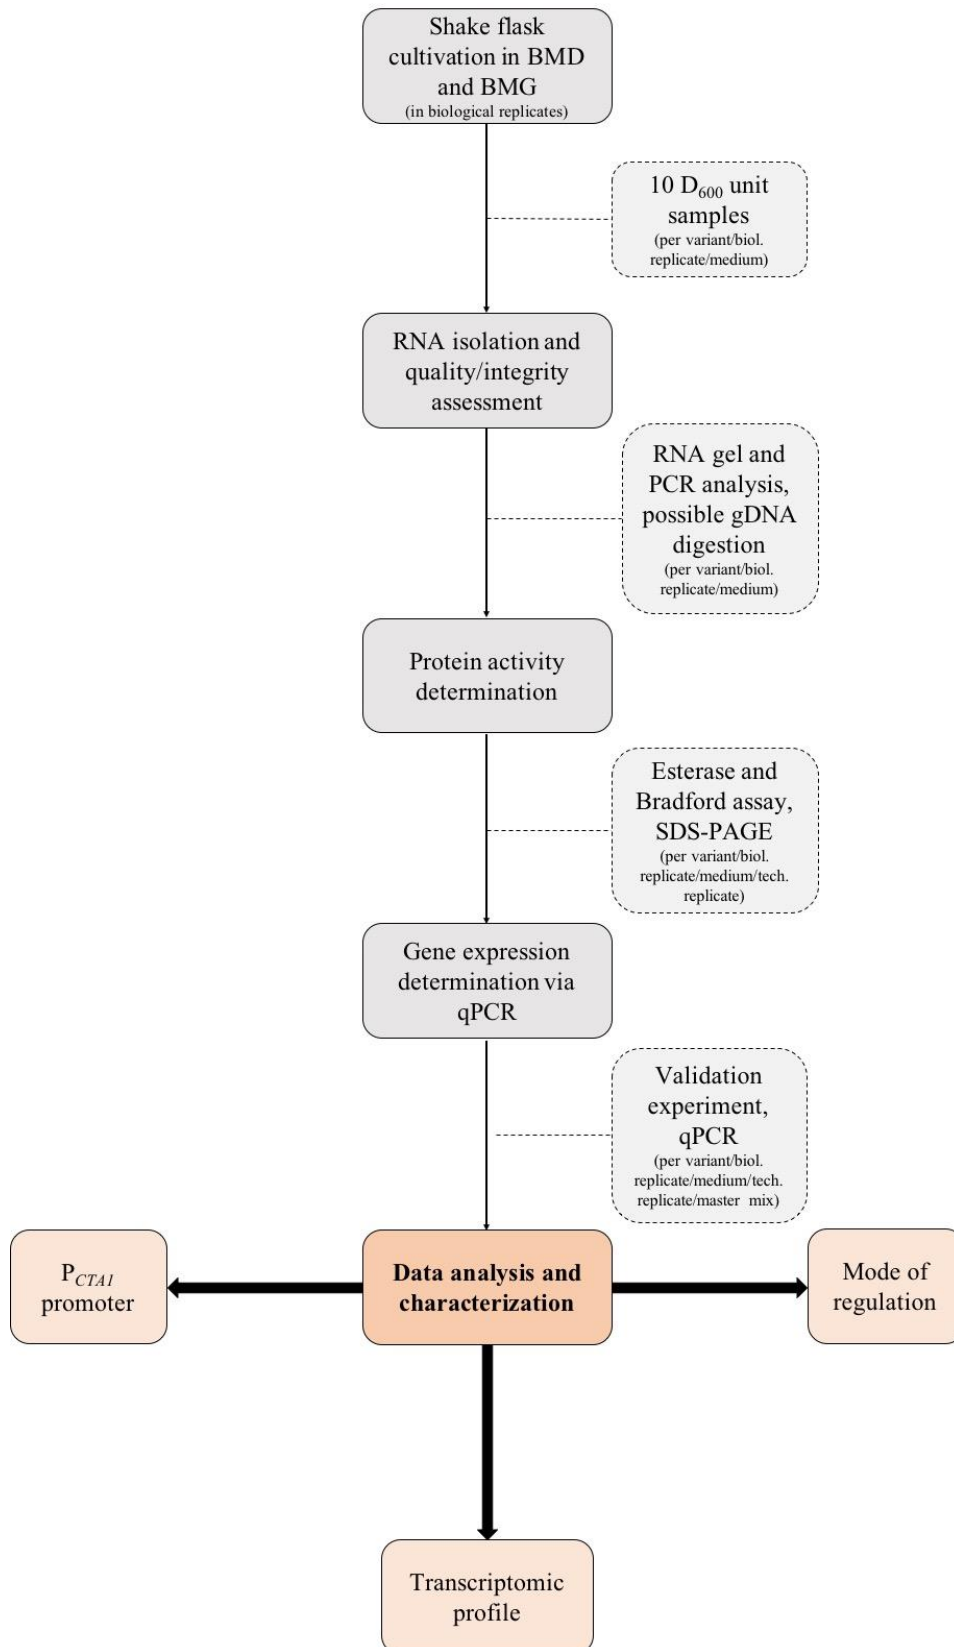 Shake flask
cultivation in BMD
and BMG
(in biological replicates)
10 D₆₀₀ unit
samples
(per variant/biol.
replicate/medium)
RNA isolation and
quality/integrity
assessment
RNA gel and
PCR analysis,
possible gDNA
digestion
(per variant/biol.
replicate/medium)
Protein activity
determination
Esterase and
Bradford assay,
SDS-PAGE
(per variant/biol.
replicate/medium/tech.
replicate)
Gene expression
determination via
qPCR
Validation
experiment,
qPCR
(per variant/biol.
replicate/medium/tech.
replicate/master mix)
P_CTA1
promoter
Data analysis and
characterization
Mode of
regulation
Transcriptomic
profile